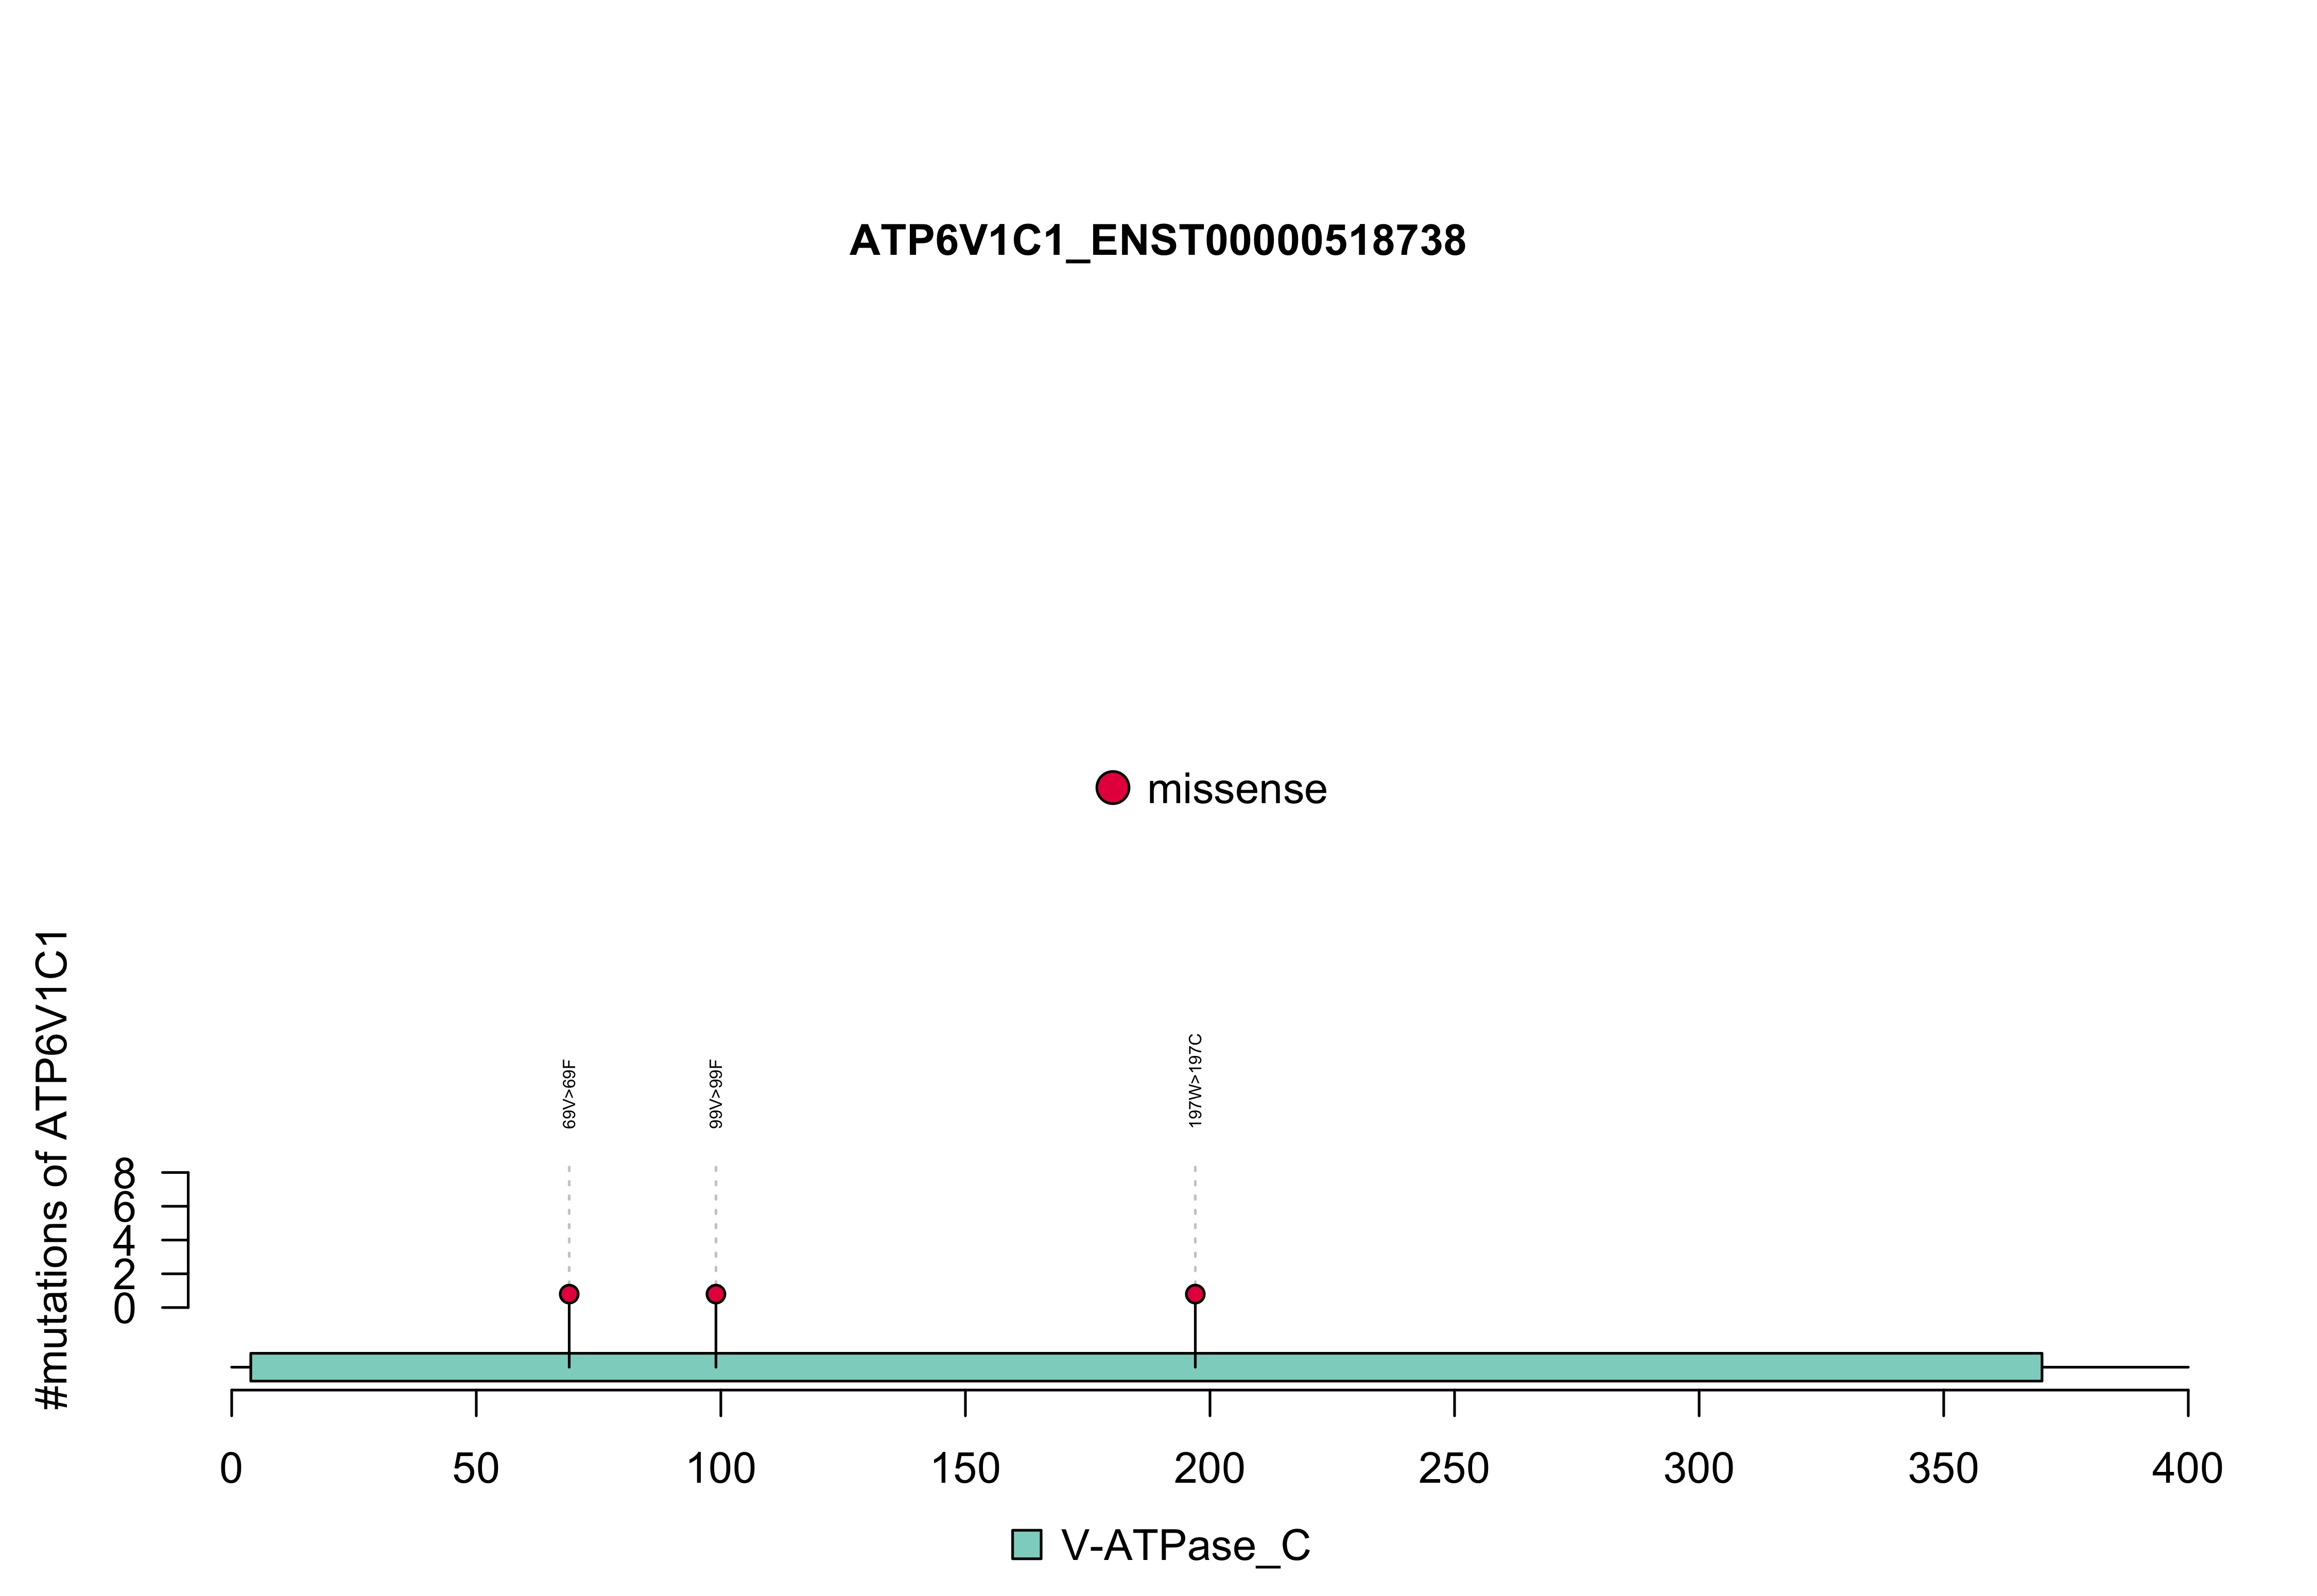 ATP6V1C1_ENST00000518738
missense
#mutations of ATP6V1C1
69V>69F
99V>99F
197W>197C
8
6
4
2
0
0 50 100 150 200 250 300 350 400
V-ATPase_C